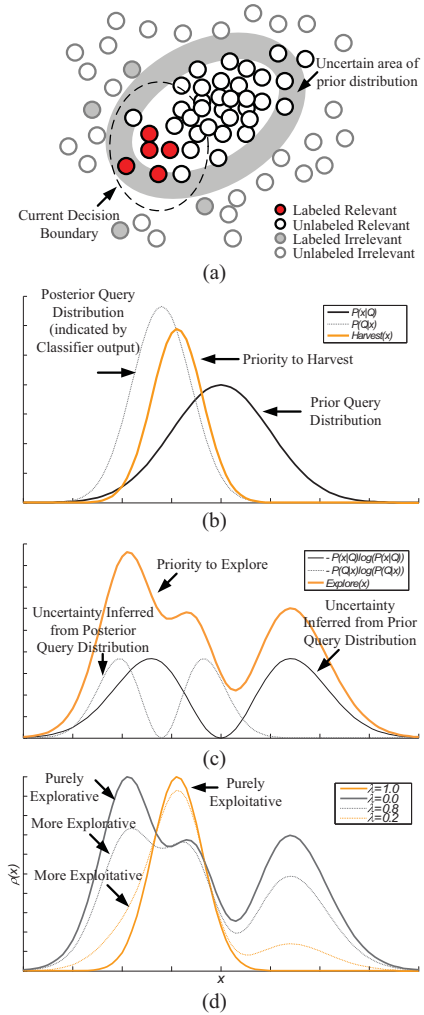 Uncertain area of
prior distribution
Current Decision
Boundary
Labeled Relevant
Unlabeled Relevant
Labeled Irrelevant
Unlabeled Irrelevant
(a)
Posterior Query
Distribution
(indicated by
Classifier output)
Priority to Harvest
Prior Query
Distribution
P(x|Q)
P(Q|x)
Harvest(x)
(b)
Priority to Explore
Uncertainty Inferred
from Posterior
Query Distribution
Uncertainty
Inferred from Prior
Query Distribution
- P(x|Q)log(P(x|Q))
- P(Q|x)log(P(Q|x))
Explore(x)
(c)
Purely
Explorative
More Explorative
More Exploitative
Purely
Exploitative
λ=1.0
λ=0.0
λ=0.8
λ=0.2
ρ(x)
x
(d)